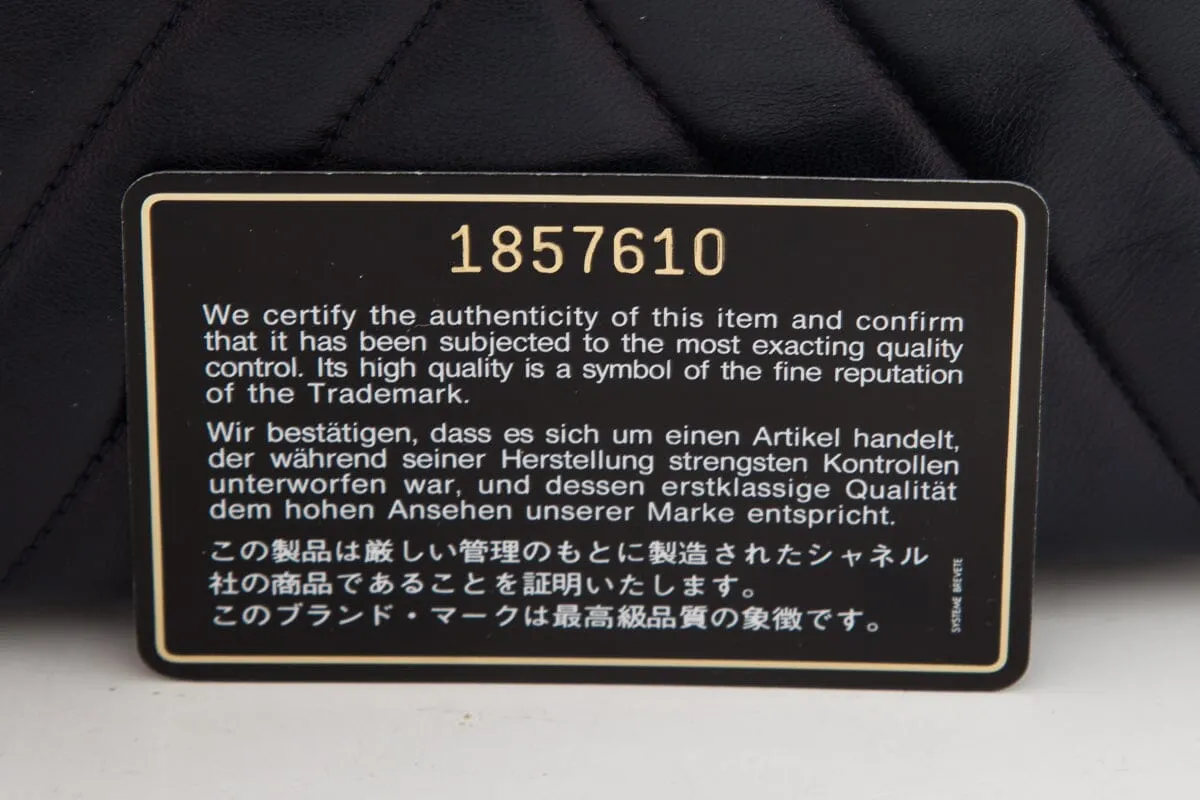 1857610
We certify the authenticity of this item and confirm
that it has been subjected to the most exacting quality
control. Its high quality is a symbol of the fine reputation
of the Trademark.
Wir bestätigen, dass es sich um einen Artikel handelt,
der während seiner Herstellung strengsten Kontrollen
unterworfen war, und dessen erstklassige Qualität
dem hohen Ansehen unserer Marke entspricht.
この製品は厳しい管理のもとに製造されたシャネル
社の商品であることを証明いたします。
このブランド・マークは最高級品質の象徴です。
SYSTEME BREVETE